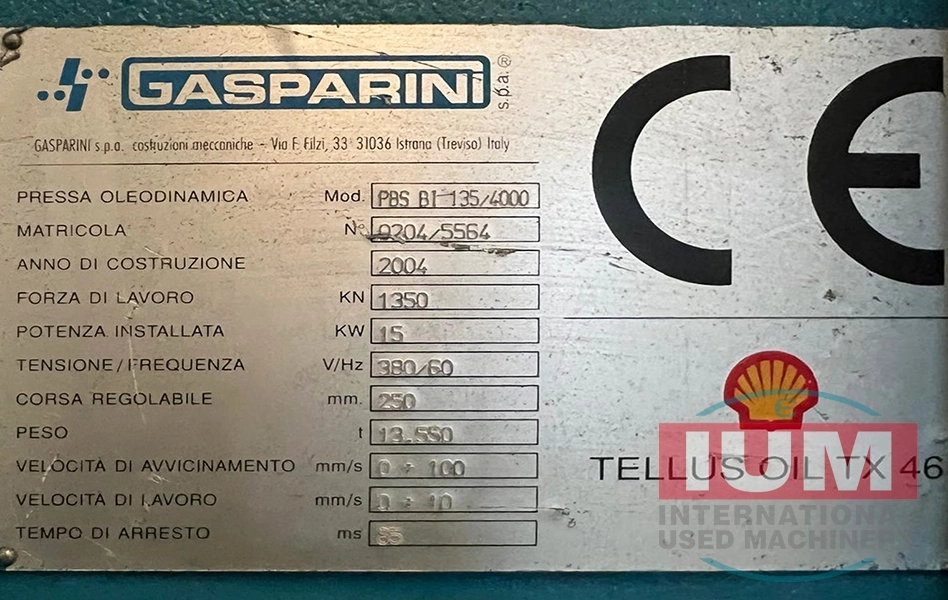 GASPARINI s.p.a.®
GASPARINI s.p.a. costruzioni meccaniche - Via F. Filzi, 33 31036 Istrana (Treviso) Italy
PRESSA OLEODINAMICA Mod. PBS BI 135/4000
MATRICOLA N° 0204/5564
ANNO DI COSTRUZIONE 2004
FORZA DI LAVORO KN 1350
POTENZA INSTALLATA KW 15
TENSIONE/FREQUENZA V/Hz 380/60
CORSA REGOLABILE mm. 250
PESO t 13.550
VELOCITÀ DI AVVICINAMENTO mm/s 0 ÷ 100
VELOCITÀ DI LAVORO mm/s 0 ÷ 10
TEMPO DI ARRESTO ms
CE
TELLUS OIL TX 46
IUM
INTERNATIONAL
USED MACHINERY